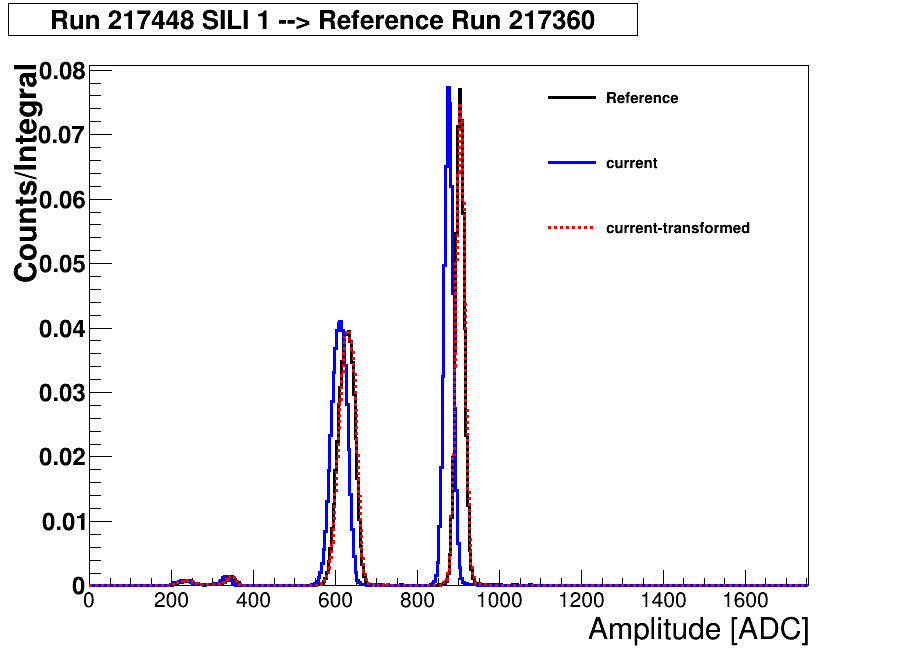 Run 217448 SILI 1 --> Reference Run 217360
Counts/Integral
0.08
0.07
0.06
0.05
0.04
0.03
0.02
0.01
0
Reference
current
current-transformed
0 200 400 600 800 1000 1200 1400 1600
Amplitude [ADC]